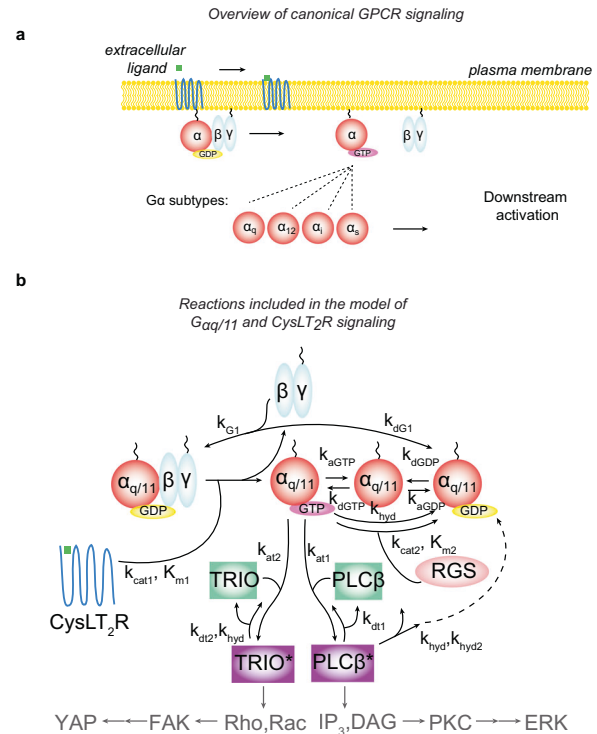 Overview of canonical GPCR signaling
a
extracellular
ligand
plasma membrane
α
β
γ
GDP
α
GTP
β
γ
Gα subtypes:
αq
α12
αi
αs
Downstream
activation
b
Reactions included in the model of
Gαq/11 and CysLT2R signaling
β γ
kG1
kdG1
αq/11
β
γ
GDP
αq/11
GTP
kaGTP
kdGTP
αq/11
kdGDP
kaGDP
αq/11
GDP
khyd
kcat2, Km2
RGS
kcat1, Km1
CysLT2R
kat2
kat1
TRIO
PLCβ
kdt2,khyd
kdt1
khyd,khyd2
TRIO*
PLCβ*
YAP
FAK
Rho,Rac
IP3,DAG
PKC
ERK